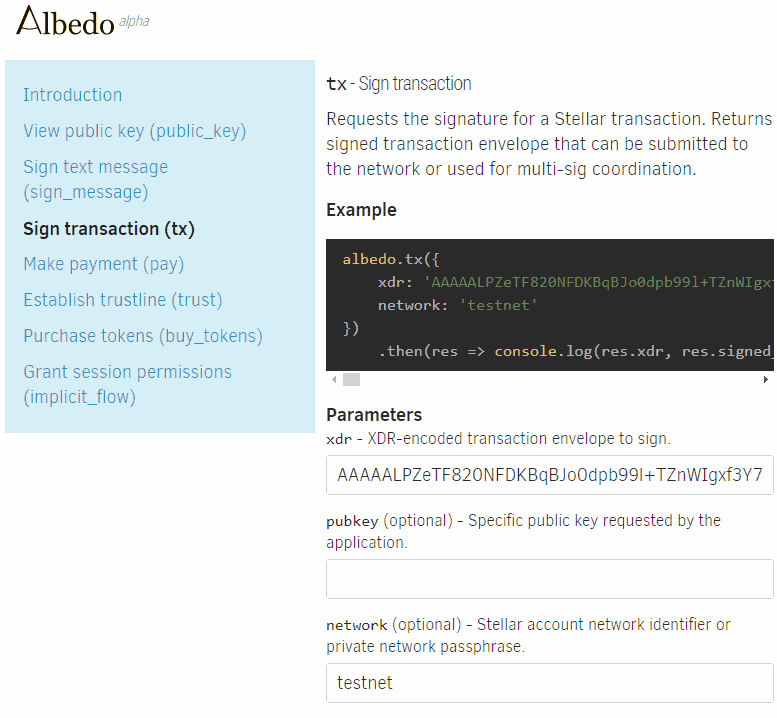 Albedo alpha
Introduction
View public key (public_key)
Sign text message
(sign_message)
Sign transaction (tx)
Make payment (pay)
Establish trustline (trust)
Purchase tokens (buy_tokens)
Grant session permissions
(implicit_flow)
tx - Sign transaction
Requests the signature for a Stellar transaction. Returns
signed transaction envelope that can be submitted to
the network or used for multi-sig coordination.
Example
albedo.tx({
xdr: 'AAAAALPZeTF820NFDKBqBJo0dpb99l+TZnWIgx
network: 'testnet'
})
.then(res => console.log(res.xdr, res.signed_
Parameters
xdr - XDR-encoded transaction envelope to sign.
AAAAALPZeTF820NFDKBqBJo0dpb99l+TZnWIgxf3Y7
pubkey (optional) - Specific public key requested by the
application.
network (optional) - Stellar account network identifier or
private network passphrase.
testnet